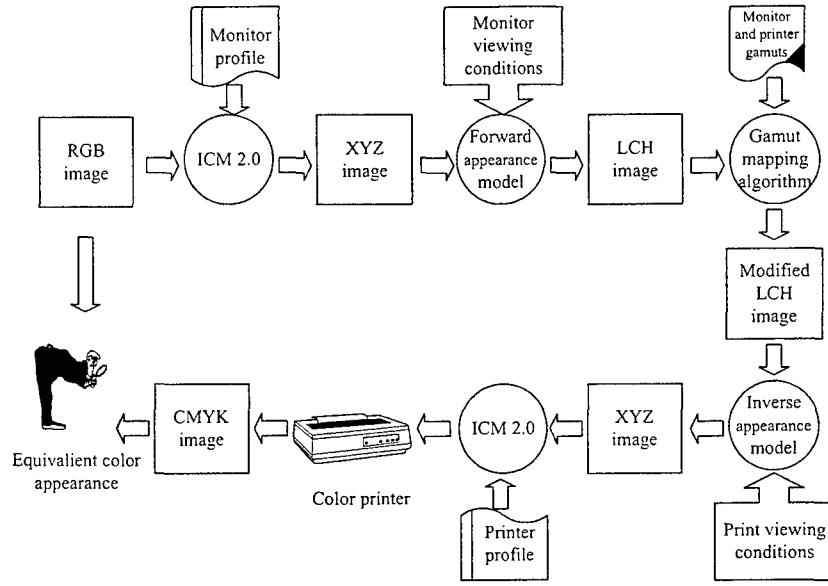 Monitor
profile
Monitor
viewing
conditions
Monitor
and printer
gamuts
RGB
image
ICM 2.0
XYZ
image
Forward
appearance
model
LCH
image
Gamut
mapping
algorithm
Modified
LCH
image
Inverse
appearance
model
XYZ
image
ICM 2.0
CMYK
image
Equivalient color
appearance
Color printer
Printer
profile
Print viewing
conditions